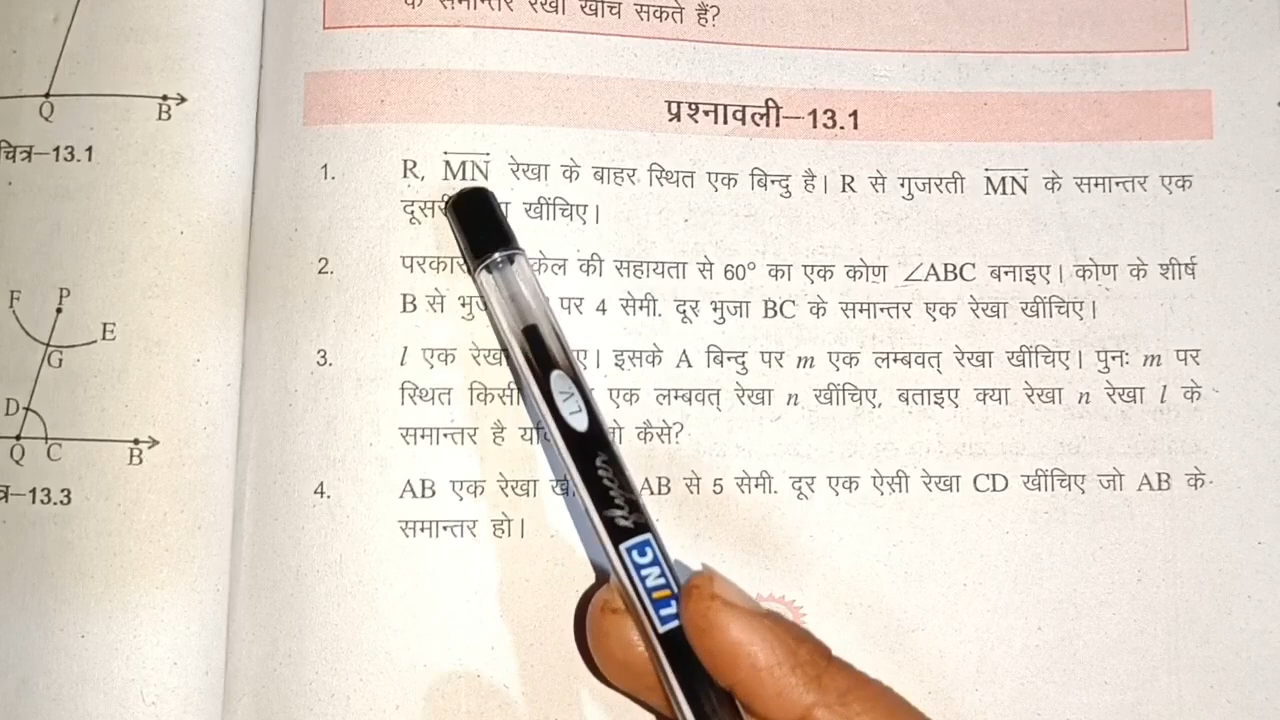 के समान्तर रेखा खींच सकते हैं?
Q B
चित्र–13.1
F P
E
G
D
Q C B
–13.3
प्रश्नावली–13.1
1. R, MN रेखा के बाहर स्थित एक बिन्दु है। R से गुजरती MN के समान्तर एक
खींचिए।
2. की सहायता से 60° का एक कोण ∠ABC बनाइए। कोण के शीर्ष
B से पर 4 सेमी. दूर भुजा BC के समान्तर एक रेखा खींचिए।
3. l एक इसके A बिन्दु पर m एक लम्बवत् रेखा खींचिए। पुनः m पर
स्थित किसी एक लम्बवत् रेखा n खींचिए, बताइए क्या रेखा n रेखा l के
समान्तर है कैसे?
4. AB एक रेखा AB से 5 सेमी. दूर एक ऐसी रेखा CD खींचिए जो AB के
समान्तर हो।
LINC